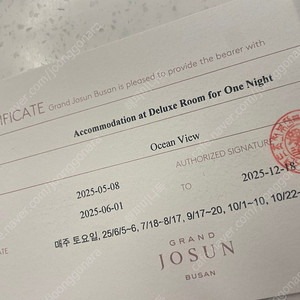 IFICATE Grand Josun Busan is pleased to provide the bearer with
Accommodation at Deluxe Room for One Night
Ocean View
AUTHORIZED SIGNATURE
2025-05-08 TO 2025-12-18
2025-06-01
매주 토요일, 25/6/5~6, 7/18~8/17, 9/17~20, 10/1~10, 10/22~
ATE
GRAND
JOSUN
BUSAN